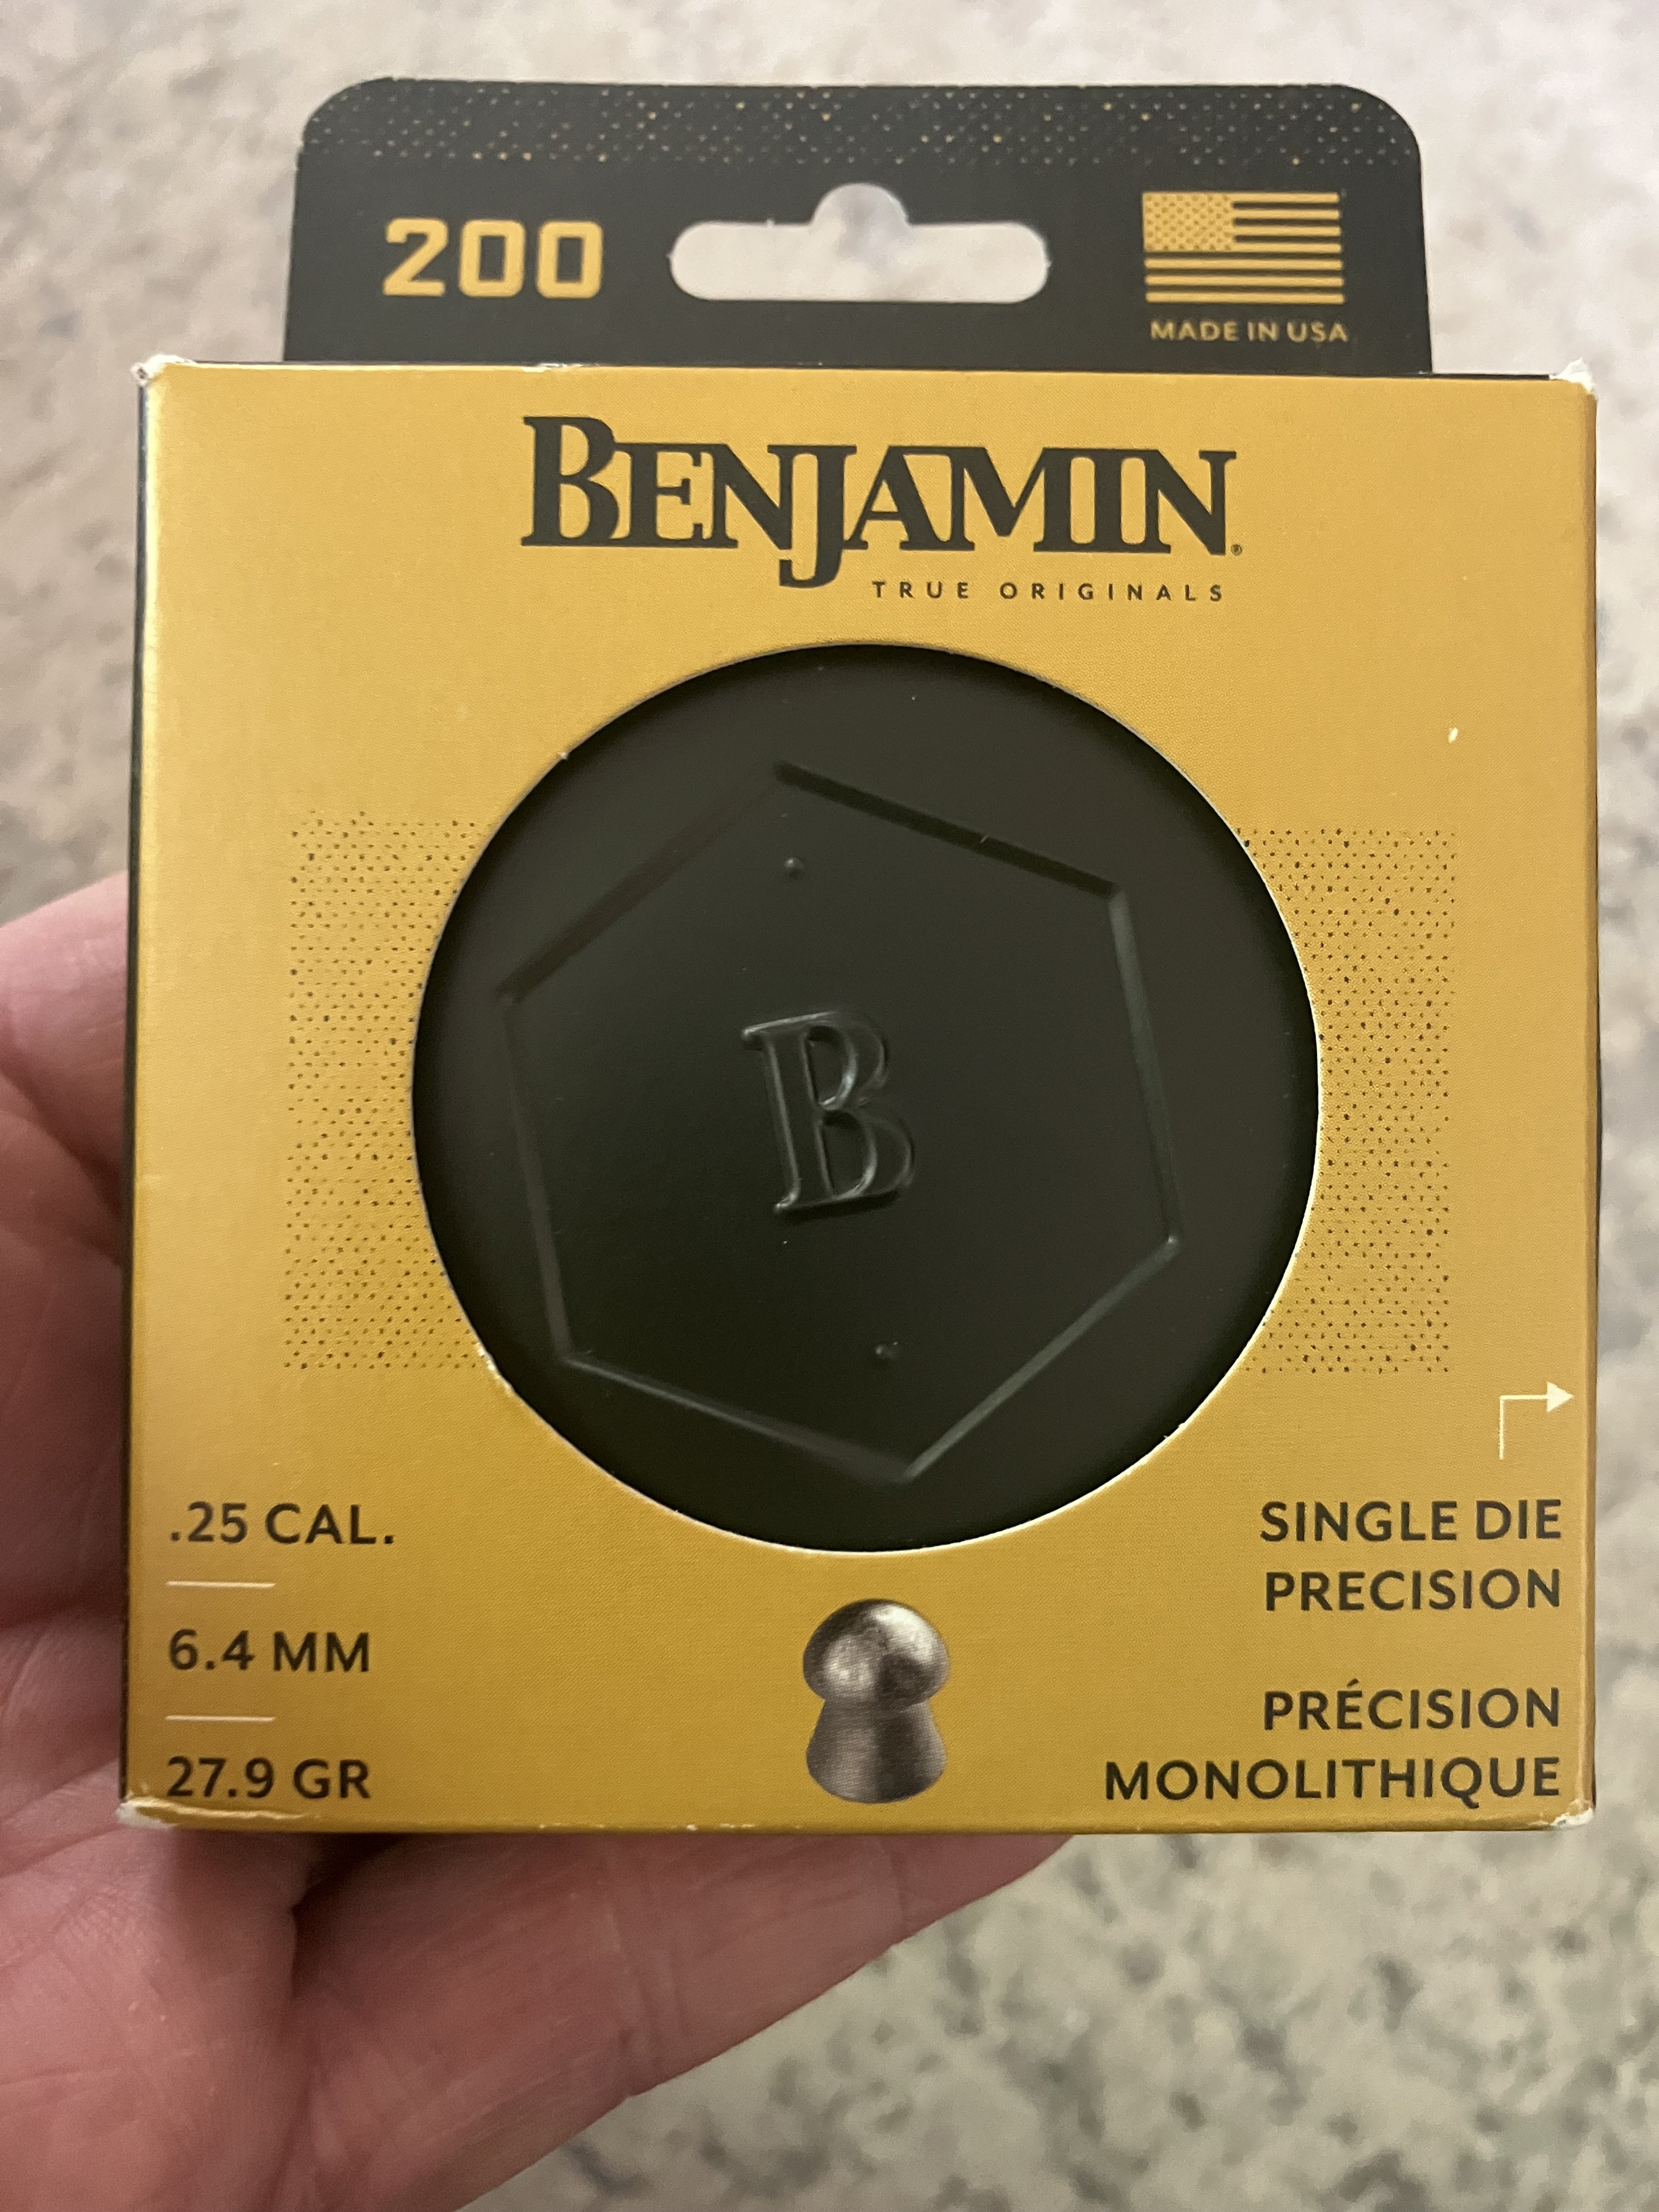 200
MADE IN USA
BENJAMIN®
TRUE ORIGINALS
B
.25 CAL.
6.4 MM
27.9 GR
SINGLE DIE
PRECISION
PRÉCISION
MONOLITHIQUE